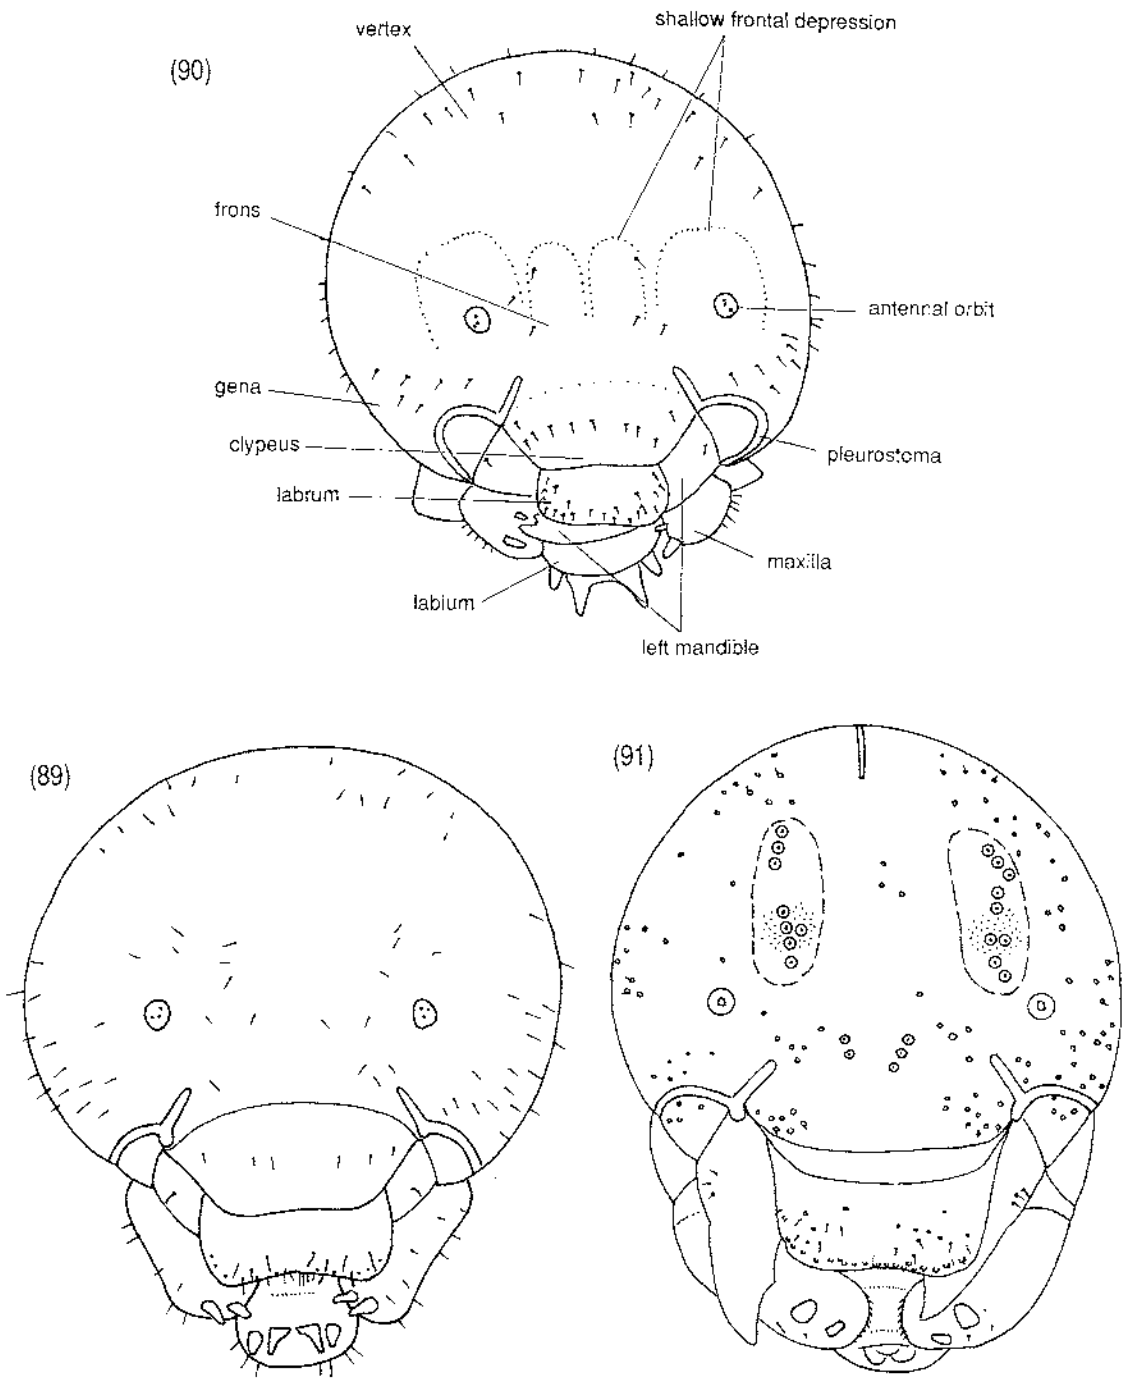 shallow frontal depression
vertex
(90)
frons
antennal orbit
gena
clypeus
pleurostoma
labrum
maxilla
labium
left mandible
(89)
(91)